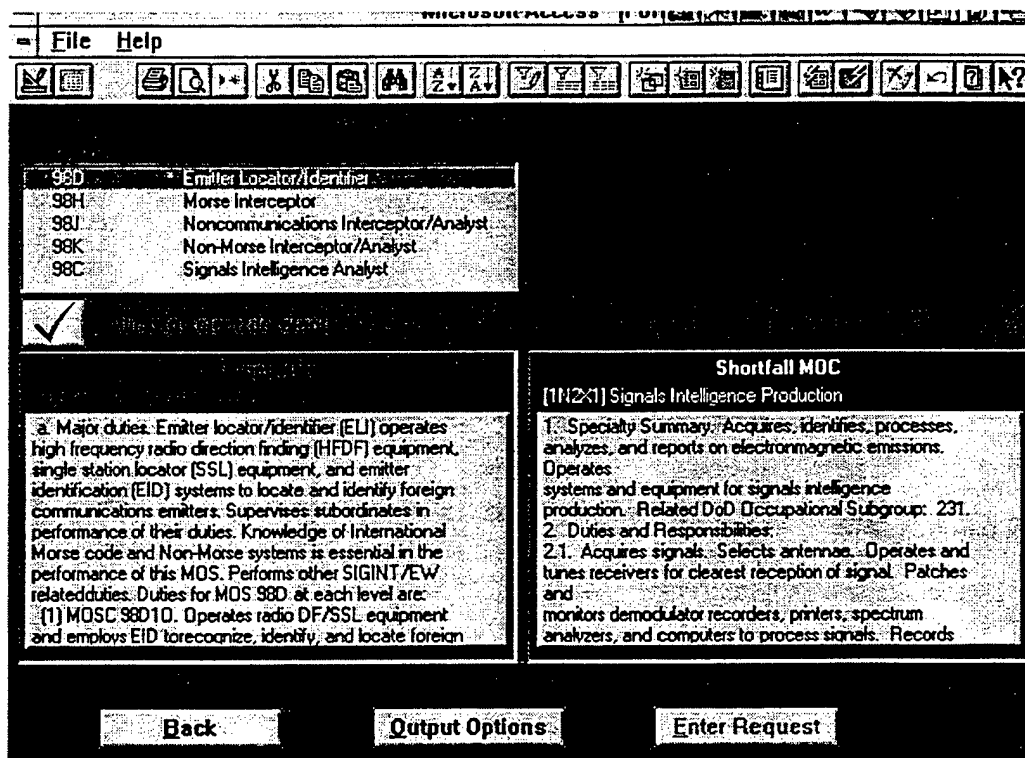 Microsoft Access
File Help
98D * Emitter Locator/Identifier
98H Morse Interceptor
98J Noncommunications Interceptor/Analyst
98K Non-Morse Interceptor/Analyst
98C Signals Intelligence Analyst
Shortfall MOC
[1N2X1] Signals Intelligence Production
a. Major duties. Emitter locator/identifier (ELI) operates
high frequency radio direction finding (HFDF) equipment,
single station locator (SSL) equipment, and emitter
identification (EID) systems to locate and identify foreign
communications emitters. Supervises subordinates in
performance of their duties. Knowledge of International
Morse code and Non-Morse systems is essential in the
performance of this MOS. Performs other SIGINT/EW
relatedduties. Duties for MOS 98D at each level are:
(1) MOSC 98D10. Operates radio DF/SSL equipment
and employs EID torecognize, identify, and locate foreign
1. Specialty Summary. Acquires, identifies, processes,
analyzes, and reports on electromagnetic emissions.
Operates
systems and equipment for signals intelligence
production. Related DoD Occupational Subgroup: 231.
2. Duties and Responsibilities:
2.1. Acquires signals. Selects antennae. Operates and
tunes receivers for clearest reception of signal. Patches
and
monitors demodulator recorders, printers, spectrum
analyzers, and computers to process signals. Records
Back Output Options Enter Request